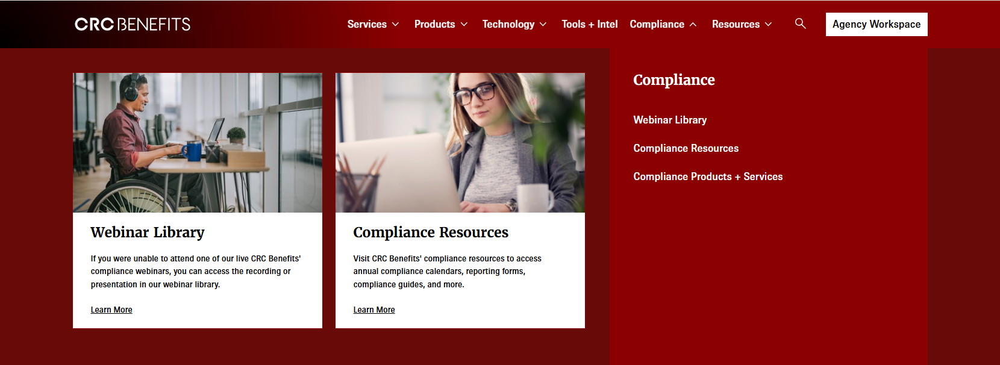 CRC BENEFITS
Services
Products
Technology
Tools + Intel
Compliance
Resources
Agency Workspace
Webinar Library
If you were unable to attend one of our live CRC Benefits'
compliance webinars, you can access the recording or
presentation in our webinar library.
Learn More
Compliance Resources
Visit CRC Benefits' compliance resources to access
annual compliance calendars, reporting forms,
compliance guides, and more.
Learn More
Compliance
Webinar Library
Compliance Resources
Compliance Products + Services